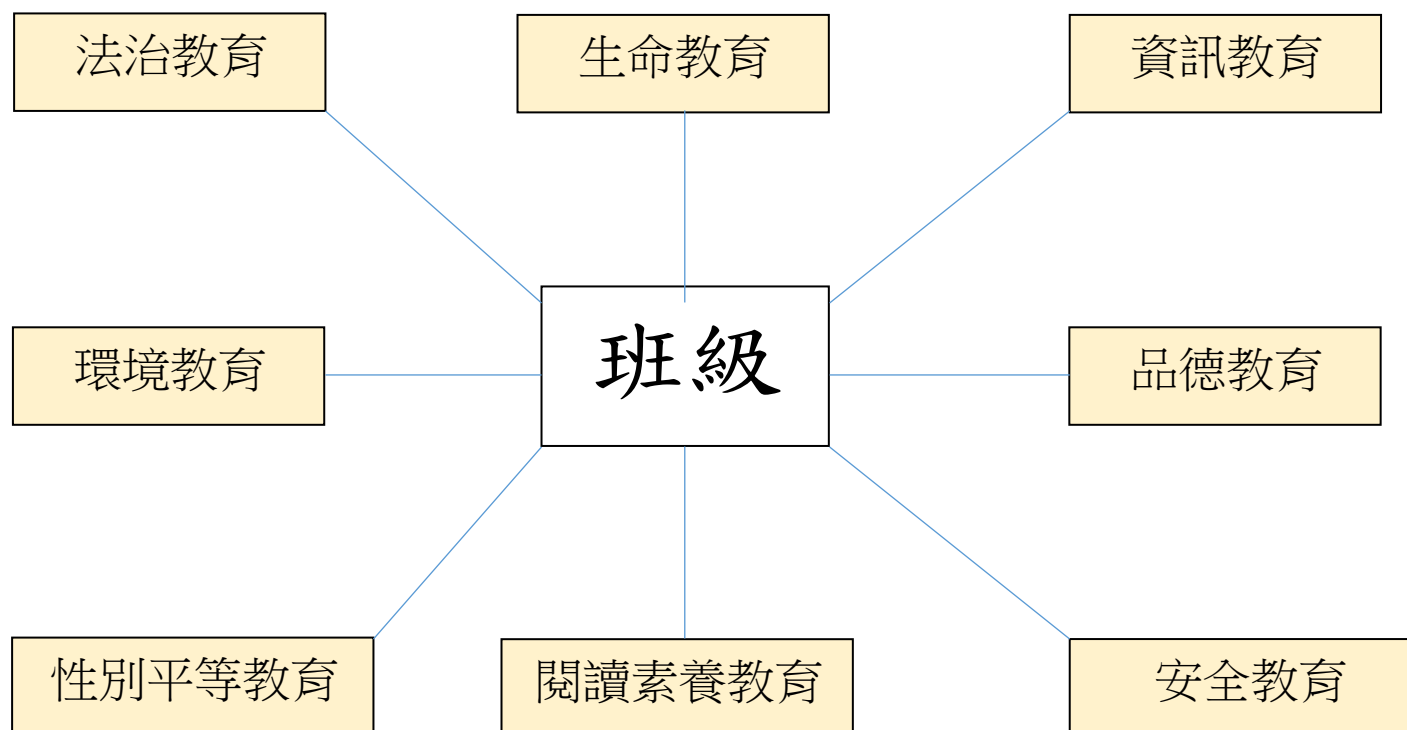 法治教育
生命教育
資訊教育
環境教育
班級
品德教育
性別平等教育
閱讀素養教育
安全教育